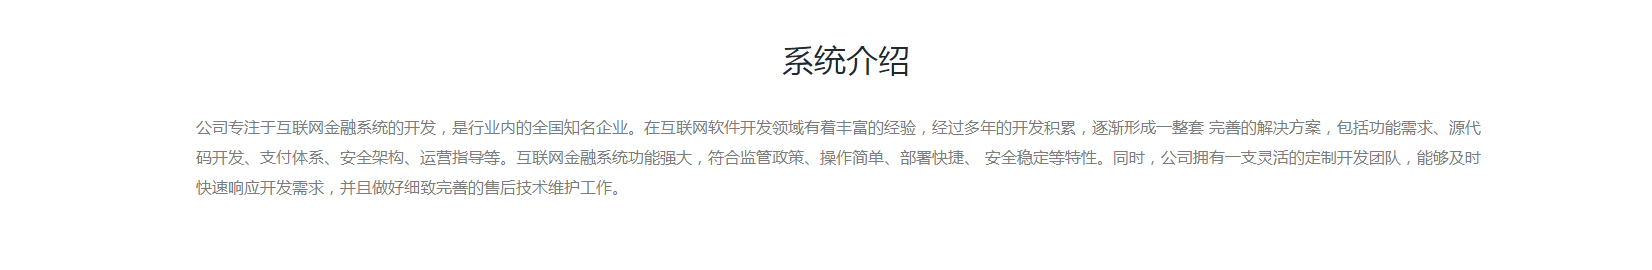 系统介绍
公司专注于互联网金融系统的开发，是行业内的全国知名企业。在互联网软件开发领域有着丰富的经验，经过多年的开发积累，逐渐形成一整套 完善的解决方案，包括功能需求、源代
码开发、支付体系、安全架构、运营指导等。互联网金融系统功能强大，符合监管政策、操作简单、部署快捷、 安全稳定等特性。同时，公司拥有一支灵活的定制开发团队，能够及时
快速响应开发需求，并且做好细致完善的售后技术维护工作。